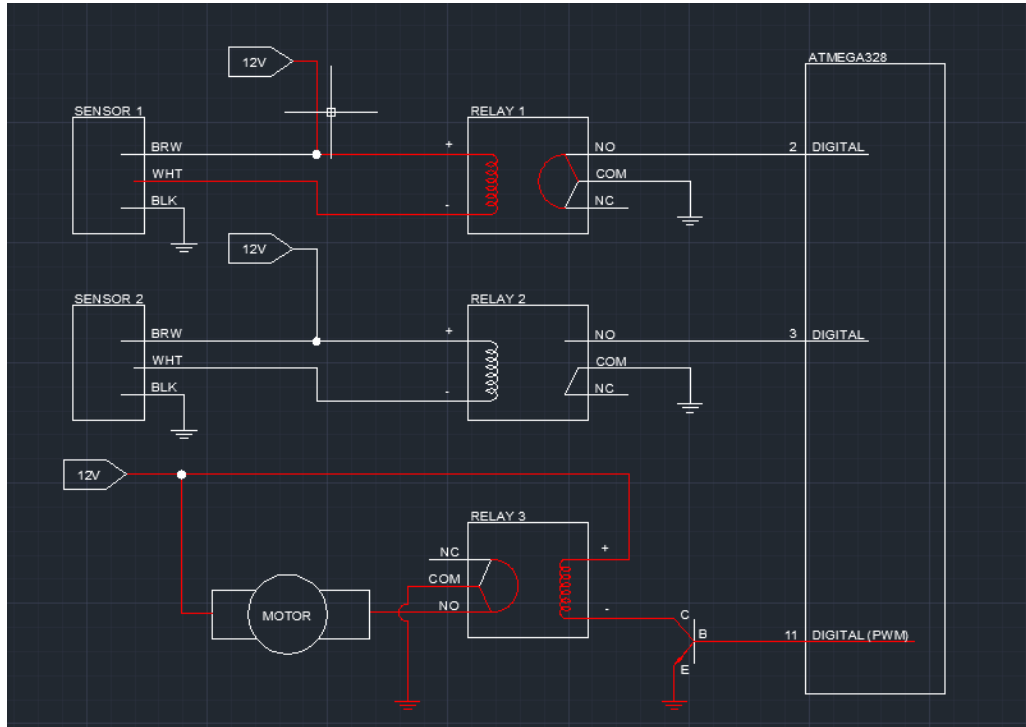 ATMEGA328
12V
SENSOR 1
RELAY 1
BRW
+
NO
2 DIGITAL
WHT
COM
BLK
-
NC
12V
SENSOR 2
RELAY 2
BRW
+
NO
3 DIGITAL
WHT
COM
BLK
-
NC
12V
RELAY 3
NC
+
COM
NO
-
MOTOR
C
B
11 DIGITAL (PWM)
E